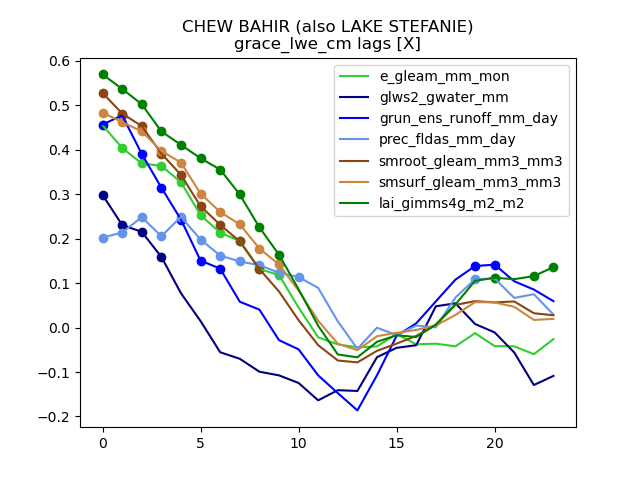 CHEW BAHIR (also LAKE STEFANIE)
grace_lwe_cm lags [X]
e_gleam_mm_mon
glws2_gwater_mm
grun_ens_runoff_mm_day
prec_fldas_mm_day
smroot_gleam_mm3_mm3
smsurf_gleam_mm3_mm3
lai_gimms4g_m2_m2
0.6
0.5
0.4
0.3
0.2
0.1
0.0
−0.1
−0.2
0 5 10 15 20